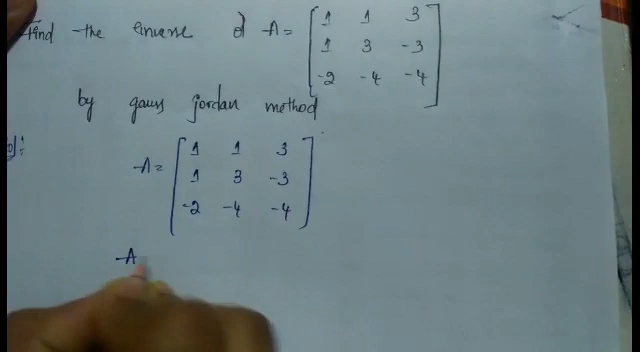 Find the inverse of A = [ 1 1 3
1 3 -3
-2 -4 -4 ]
by gauss jordan method
A = [ 1 1 3
1 3 -3
-2 -4 -4 ]
A